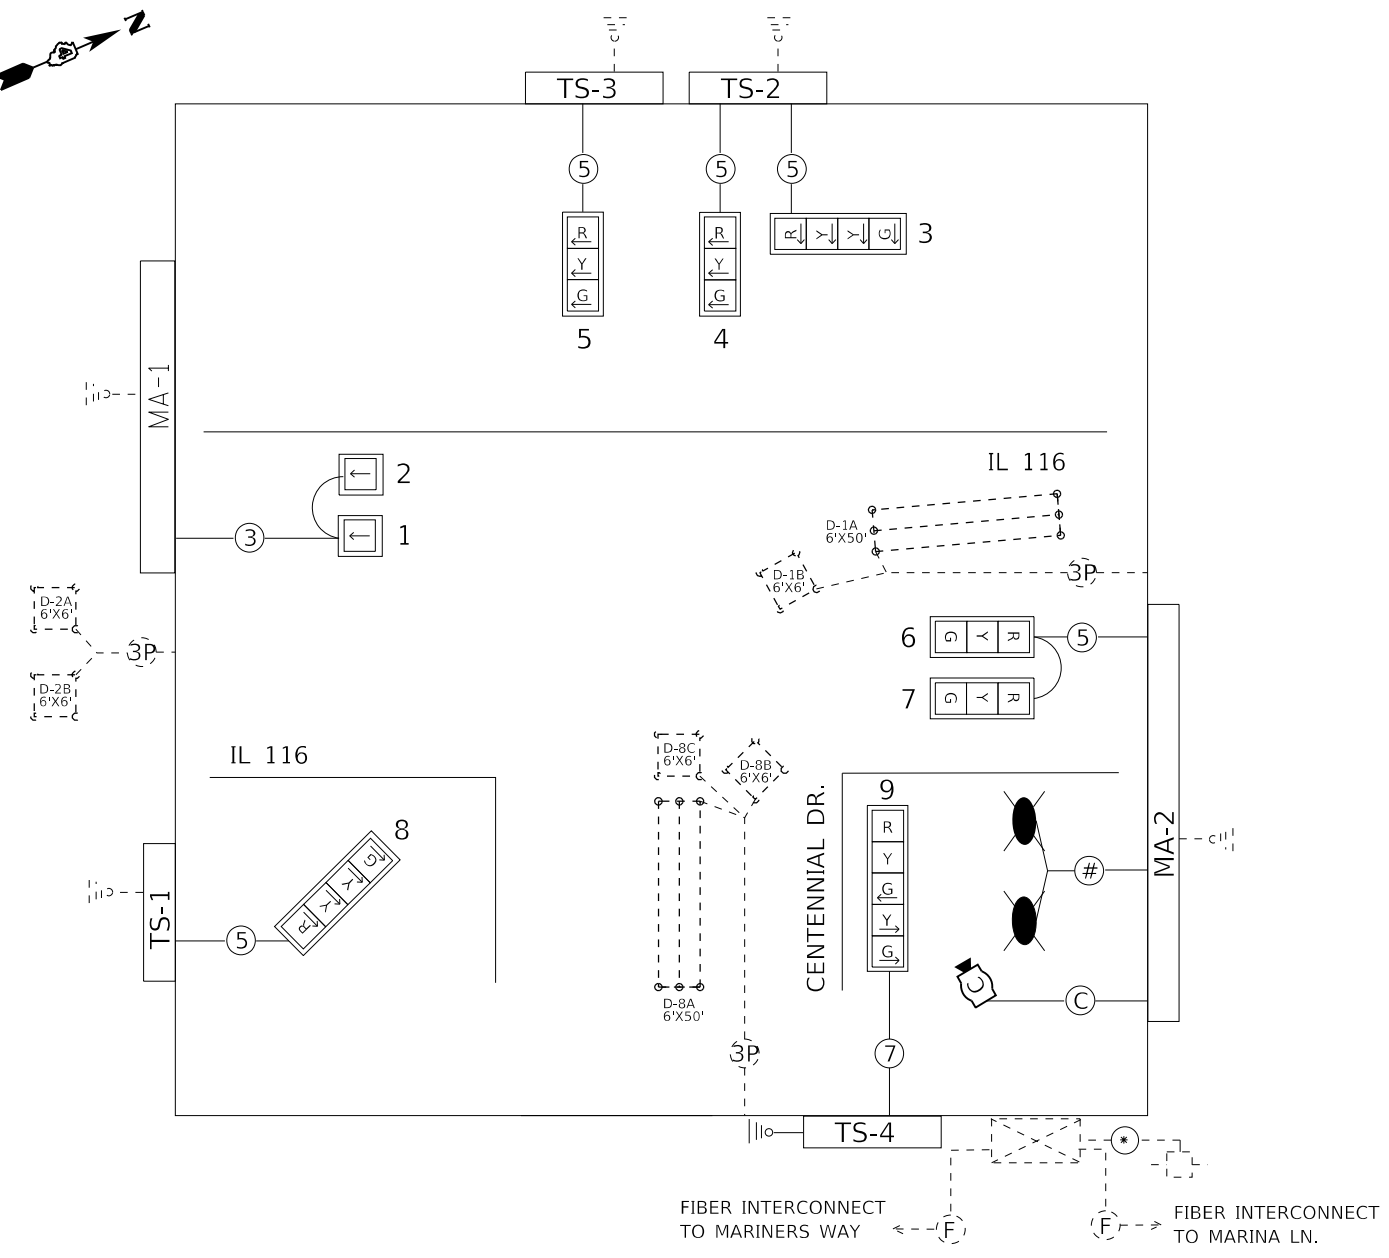 N
TS-3
TS-2
5
5
5
R
Y
G
R
Y
G
R
Y
Y
G
3
5
4
MA-1
IL 116
2
1
3
D-1A
6'X50'
D-1B
6'X6'
3P
D-2A
6'X6'
3P
D-2B
6'X6'
6
G
Y
R
5
7
G
Y
R
IL 116
D-8C
6'X6'
D-8B
6'X6'
CENTENNIAL DR.
9
R
Y
G
Y
G
MA-2
#
8
G
Y
Y
R
TS-1
5
C
C
D-8A
6'X50'
3P
7
TS-4
*
FIBER INTERCONNECT
TO MARINERS WAY
F
F
FIBER INTERCONNECT
TO MARINA LN.